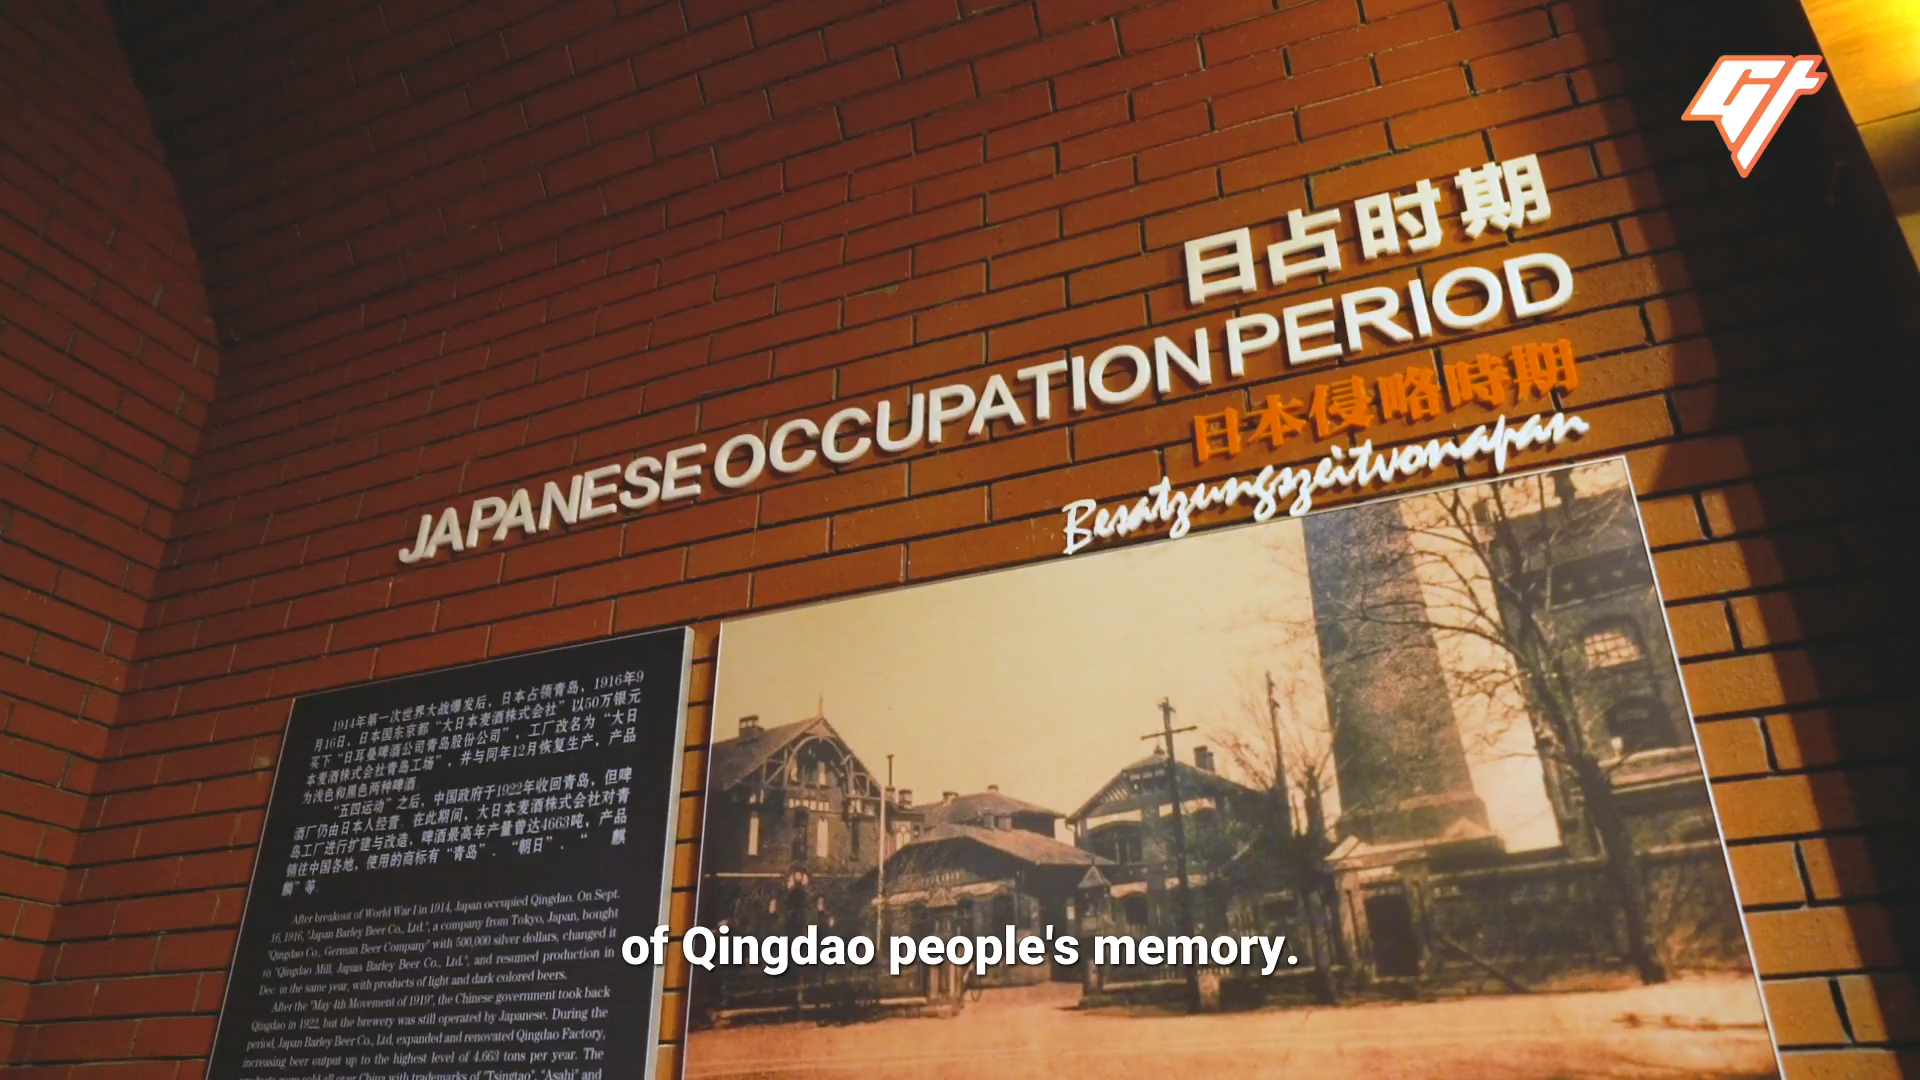 Gt
日占时期
JAPANESE OCCUPATION PERIOD
日本侵略時期
Besatzungszeitvonapan
1914年第一次世界大战爆发后，日本占领青岛，1916年9
月16日，日本国东京都“大日本麦酒株式会社”以50万银元
买下“日耳曼啤酒公司青岛股份公司”，工厂改名为“大日
本麦酒株式会社青岛工场”，并与同年12月恢复生产，产品
为浅色和黑色两种啤酒
“五四运动”之后，中国政府于1922年收回青岛，但啤
酒厂仍由日本人经营。在此期间，大日本麦酒株式会社对青
岛工厂进行扩建与改造，啤酒最高年产量曾达4663吨，产品
销往中国各地，使用的商标有“青岛”、“朝日”、“麒
麟”等
After breakout of World War I in 1914, Japan occupied Qingdao. On Sept.
16, 1916, "Japan Barley Beer Co., Ltd.", a company from Tokyo, Japan, bought
"Qingdao Co., German Beer Company" with 500,000 silver dollars, changed it
to "Qingdao Mill, Japan Barley Beer Co., Ltd.", and resumed production in
Dec. in the same year, with products of light and dark colored beers.
After the "May 4th Movement of 1919", the Chinese government took back
Qingdao in 1922, but the brewery was still operated by Japanese. During the
period, Japan Barley Beer Co., Ltd, expanded and renovated Qingdao Factory,
increasing beer output up to the highest level of 4,663 tons per year. The
products were sold all over China with trademarks of "Tsingtao", "Asahi" and
of Qingdao people's memory.